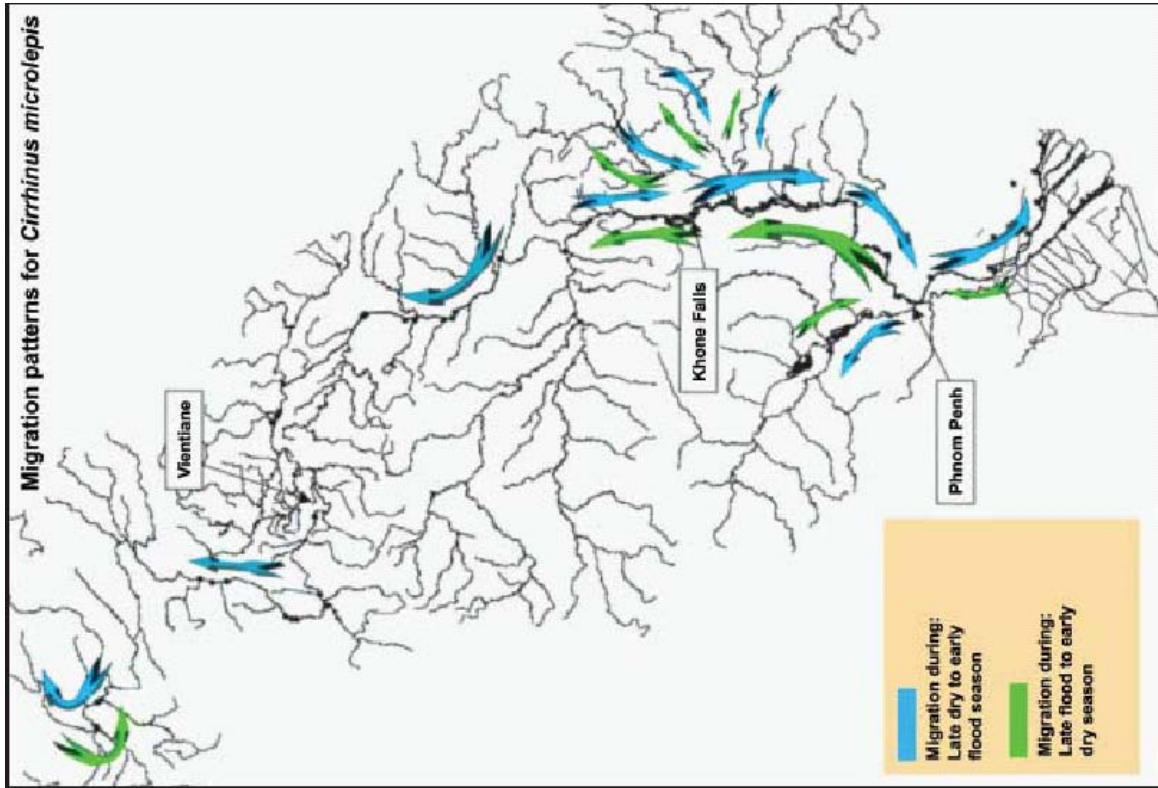 Migration patterns for Cirrhinus microlepis
Vientiane
Khone Falls
Phnom Penh
Migration during:
Late dry to early
flood season
Migration during:
Late flood to early
dry season